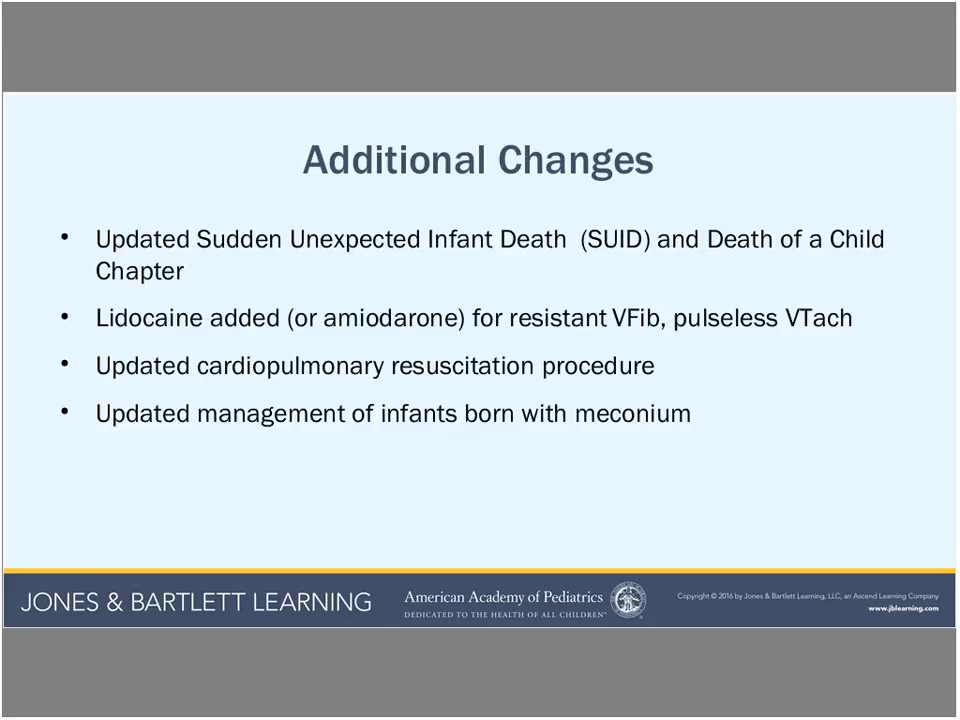 Additional Changes
• Updated Sudden Unexpected Infant Death  (SUID) and Death of a Child
Chapter
• Lidocaine added (or amiodarone) for resistant VFib, pulseless VTach
• Updated cardiopulmonary resuscitation procedure
• Updated management of infants born with meconium
JONES & BARTLETT LEARNING
American Academy of Pediatrics
DEDICATED TO THE HEALTH OF ALL CHILDREN™
Copyright © 2016 by Jones & Bartlett Learning, LLC, an Ascend Learning Company
www.jblearning.com